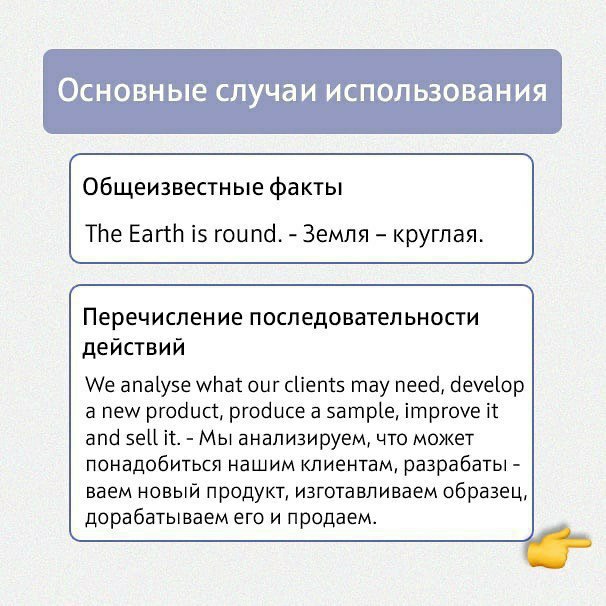 Основные случаи использования
Общеизвестные факты
The Earth is round. - Земля – круглая.
Перечисление последовательности
действий
We analyse what our clients may need, develop
a new product, produce a sample, improve it
and sell it. - Мы анализируем, что может
понадобиться нашим клиентам, разрабаты -
ваем новый продукт, изготавливаем образец,
дорабатываем его и продаем.